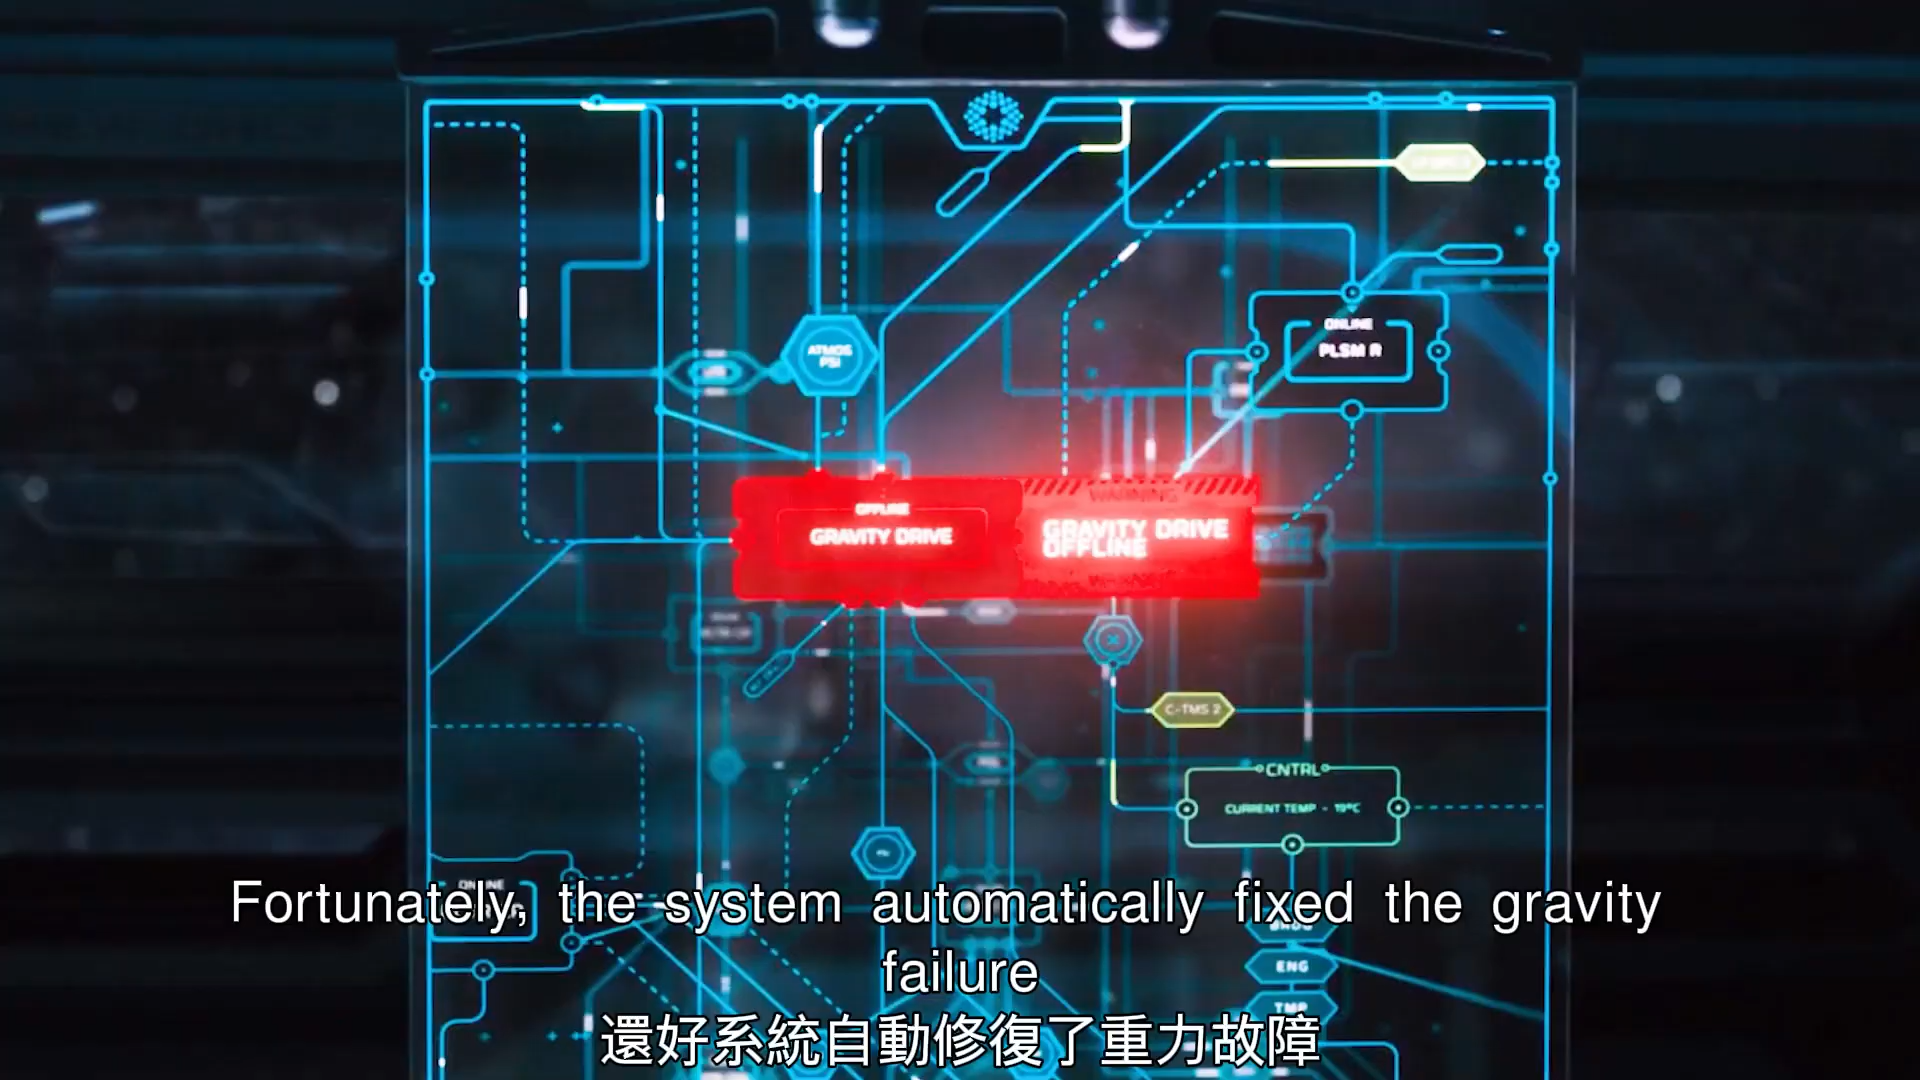 ONLINE
PLSM R
ATMOS
PSI
OFFLINE
GRAVITY DRIVE
WARNING
GRAVITY DRIVE
OFFLINE
C-TMS 2
CNTRL
CURRENT TEMP - 19°C
ONLINE
ENG
TMP
Fortunately, the system automatically fixed the gravity
failure
還好系統自動修復了重力故障